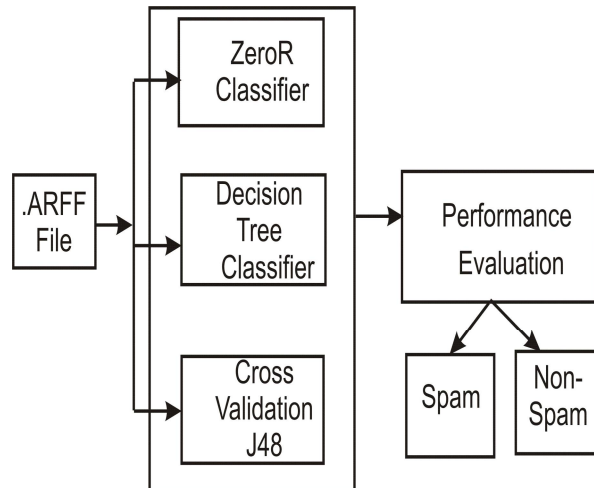 ZeroR
Classifier
.ARFF
File
Decision
Tree
Classifier
Cross
Validation
J48
Performance
Evaluation
Spam
Non-
Spam